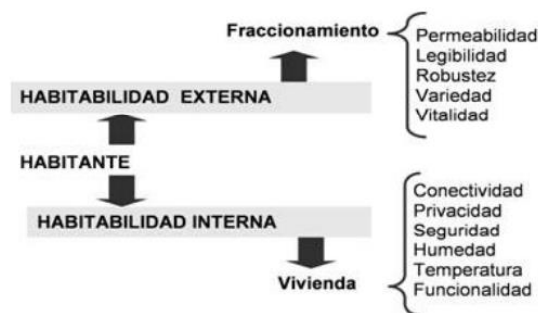 Fraccionamiento
Permeabilidad
Legibilidad
Robustez
Variedad
Vitalidad
HABITABILIDAD EXTERNA
HABITANTE
HABITABILIDAD INTERNA
Vivienda
Conectividad
Privacidad
Seguridad
Humedad
Temperatura
Funcionalidad